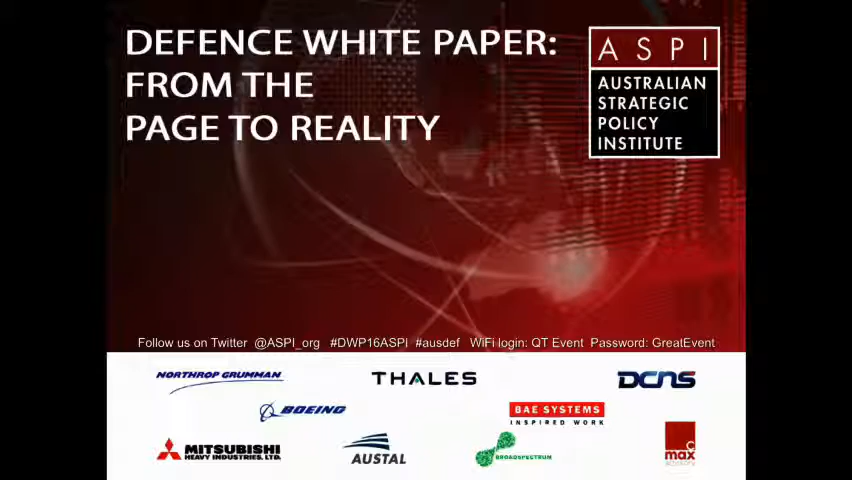 DEFENCE WHITE PAPER:
FROM THE
PAGE TO REALITY
ASPI
AUSTRALIAN
STRATEGIC
POLICY
INSTITUTE
Follow us on Twitter @ASPI_org #DWP16ASPI #ausdef WiFi login: QT Event Password: GreatEvent
NORTHROP GRUMMAN
THALES
DCNS
BOEING
BAE SYSTEMS
INSPIRED WORK
MITSUBISHI
HEAVY INDUSTRIES, LTD.
AUSTAL
BROADSPECTRUM
cmax